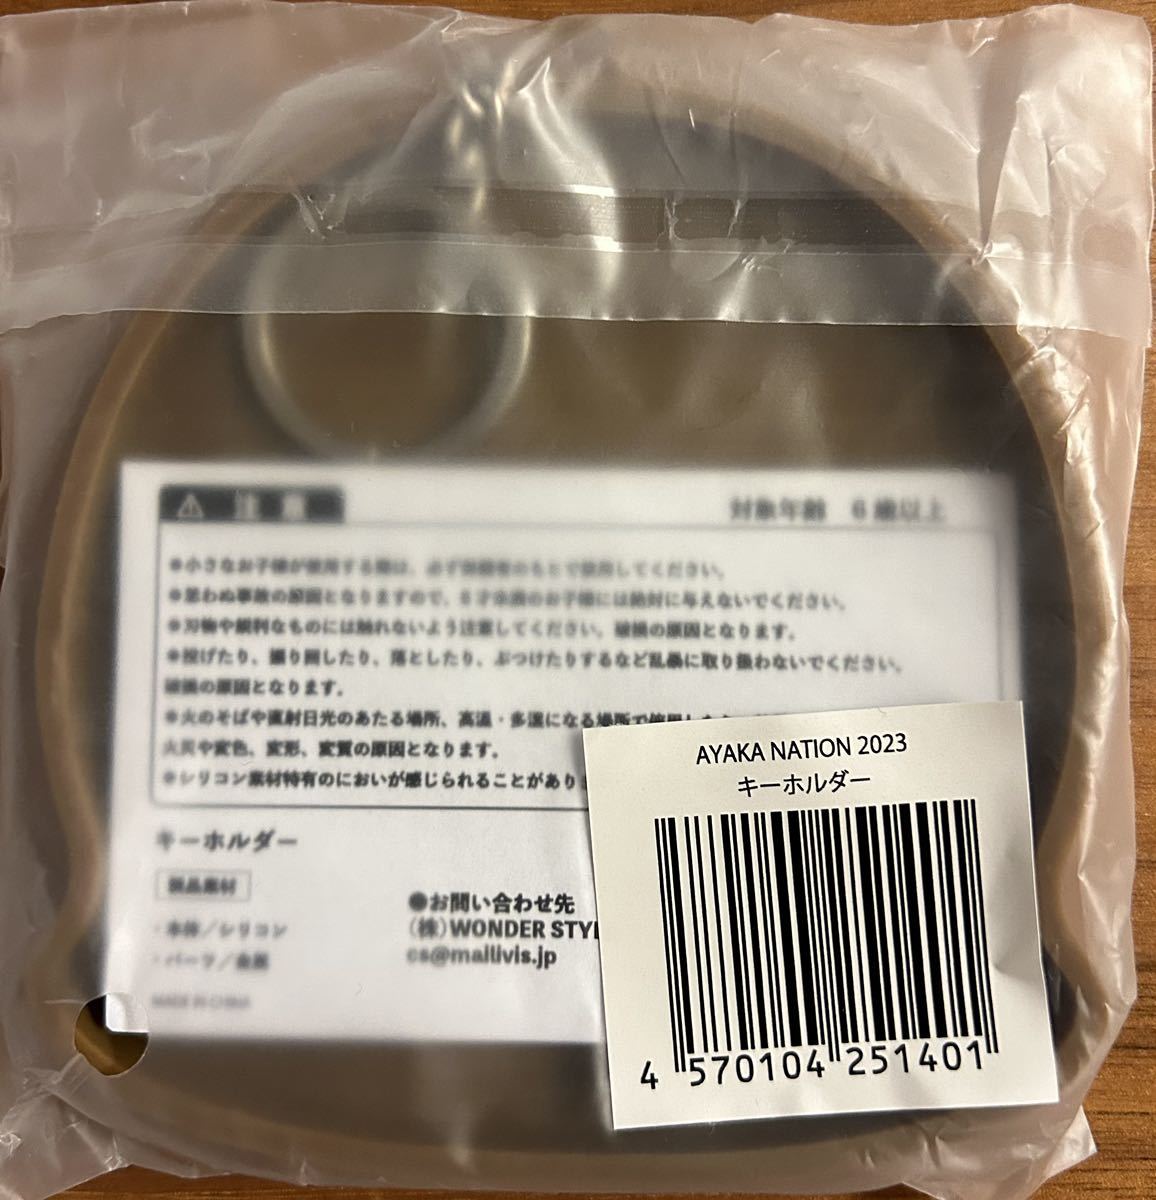 ⚠ 注意
対象年齢 6歳以上
※小さなお子様が使用する際は、必ず保護者のもとで使用してください。
※思わぬ事故の原因となりますので、6才未満のお子様には絶対に与えないでください。
※刃物や鋭利なものには触れないよう注意してください。破損の原因となります。
※投げたり、振り回したり、落としたり、ぶつけたりするなど乱暴に取り扱わないでください。
破損の原因となります。
※火のそばや直射日光のあたる場所、高温・多湿になる場所で使用した
火災や変色、変形、変質の原因となります。
※シリコン素材特有のにおいが感じられることがあり
キーホルダー
製品素材
・本体/シリコン
・パーツ/金属
MADE IN CHINA
●お問い合わせ先
(株)WONDER STY
cs@mallivis.jp
AYAKA NATION 2023
キーホルダー
4 570104 251401